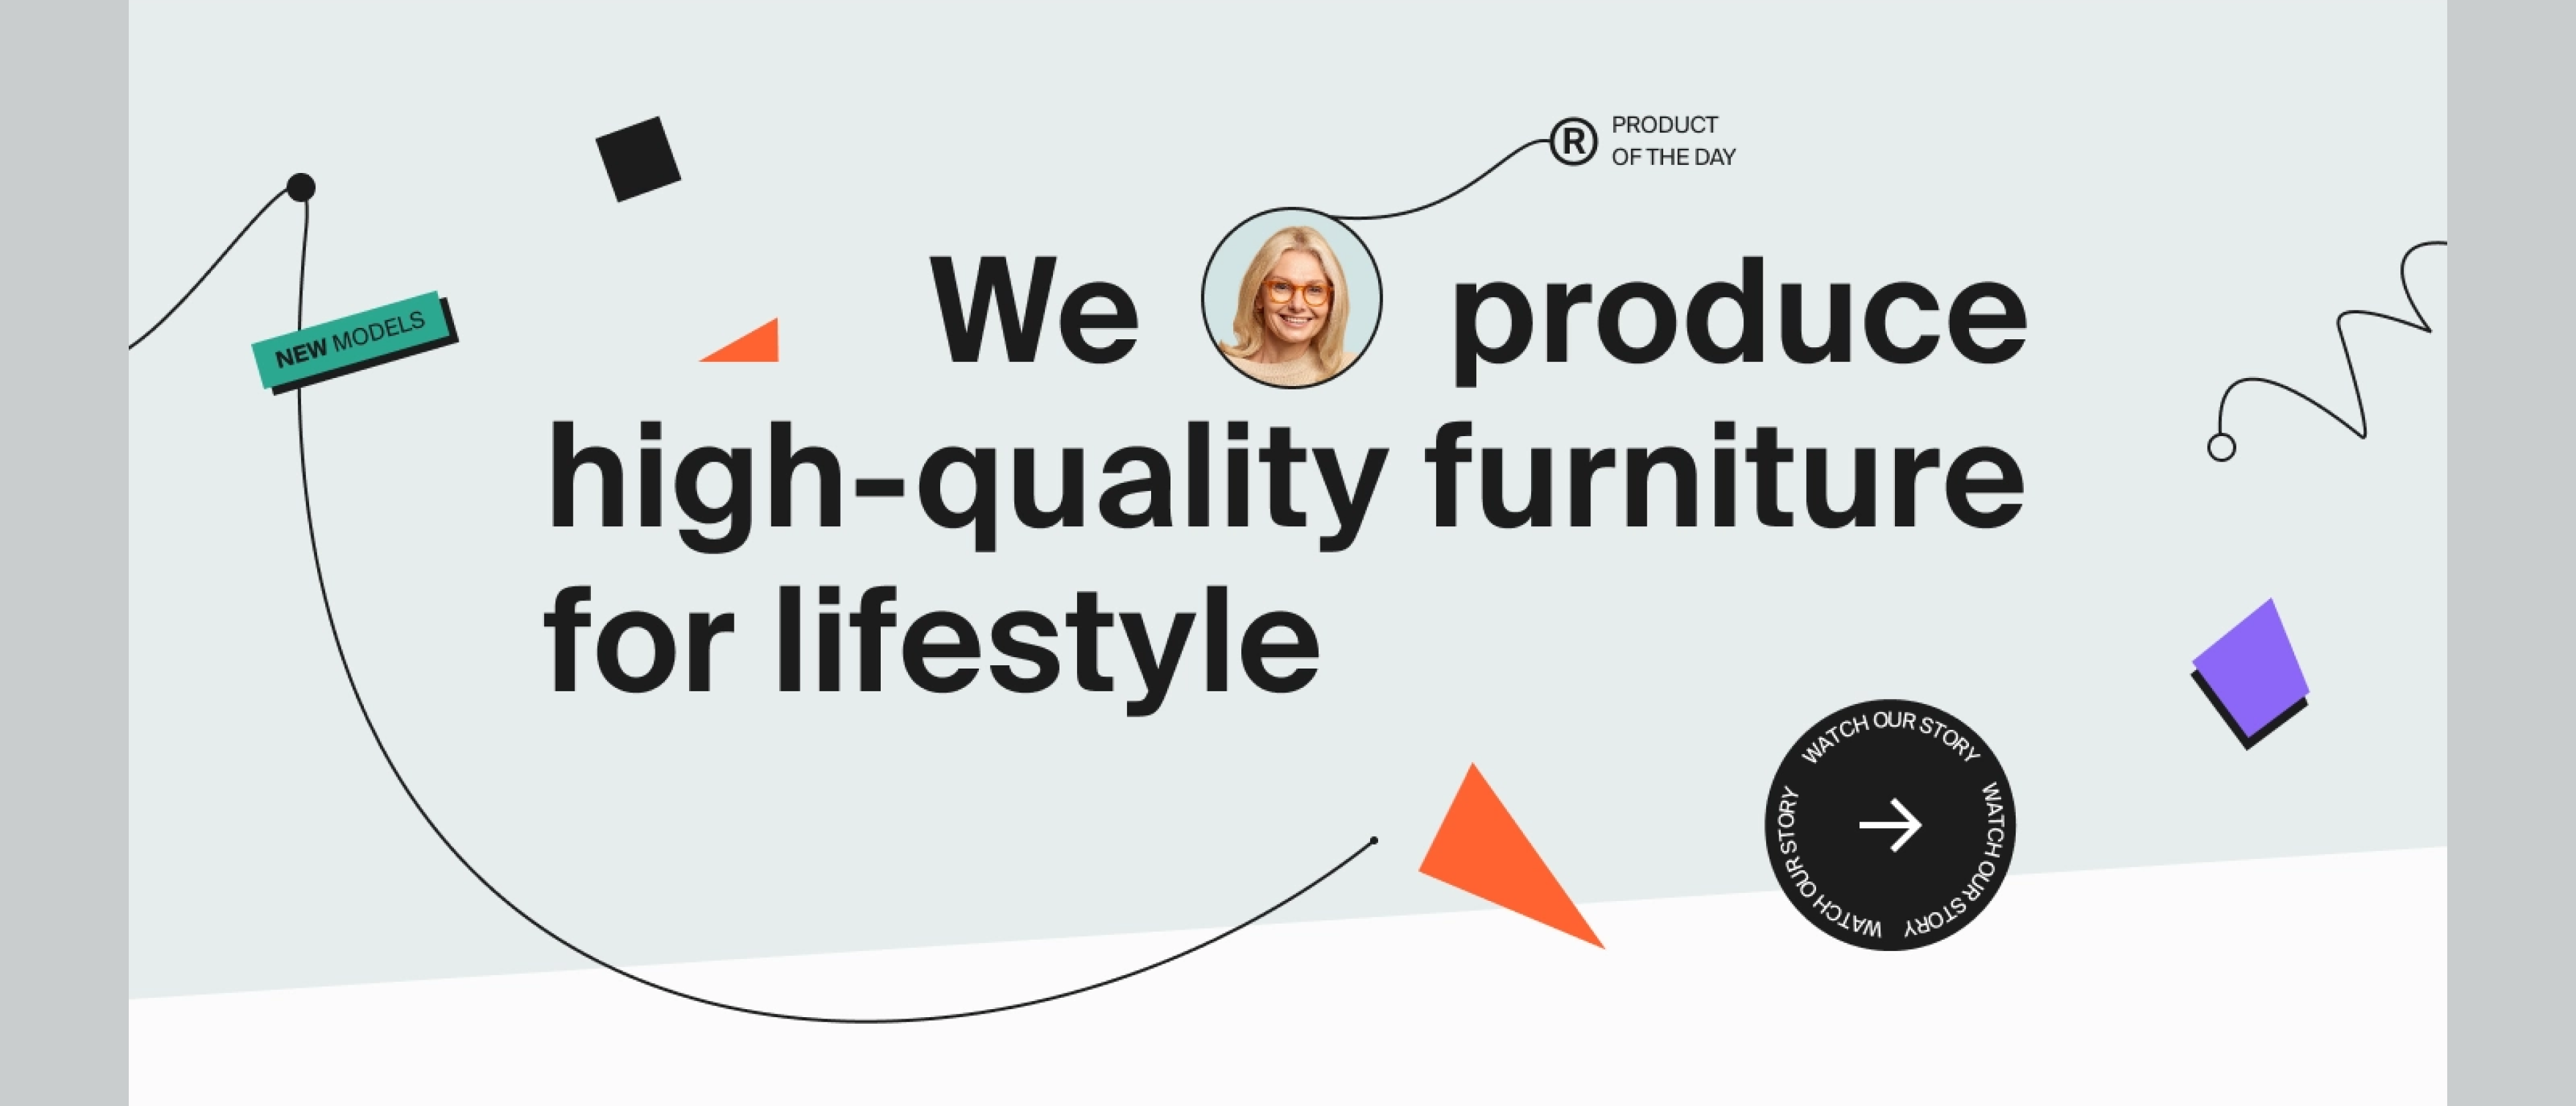 ® PRODUCT
OF THE DAY
We produce
NEW MODELS
high-quality furniture
for lifestyle
WATCH OUR STORY WATCH OUR STORY WATCH OUR STORY